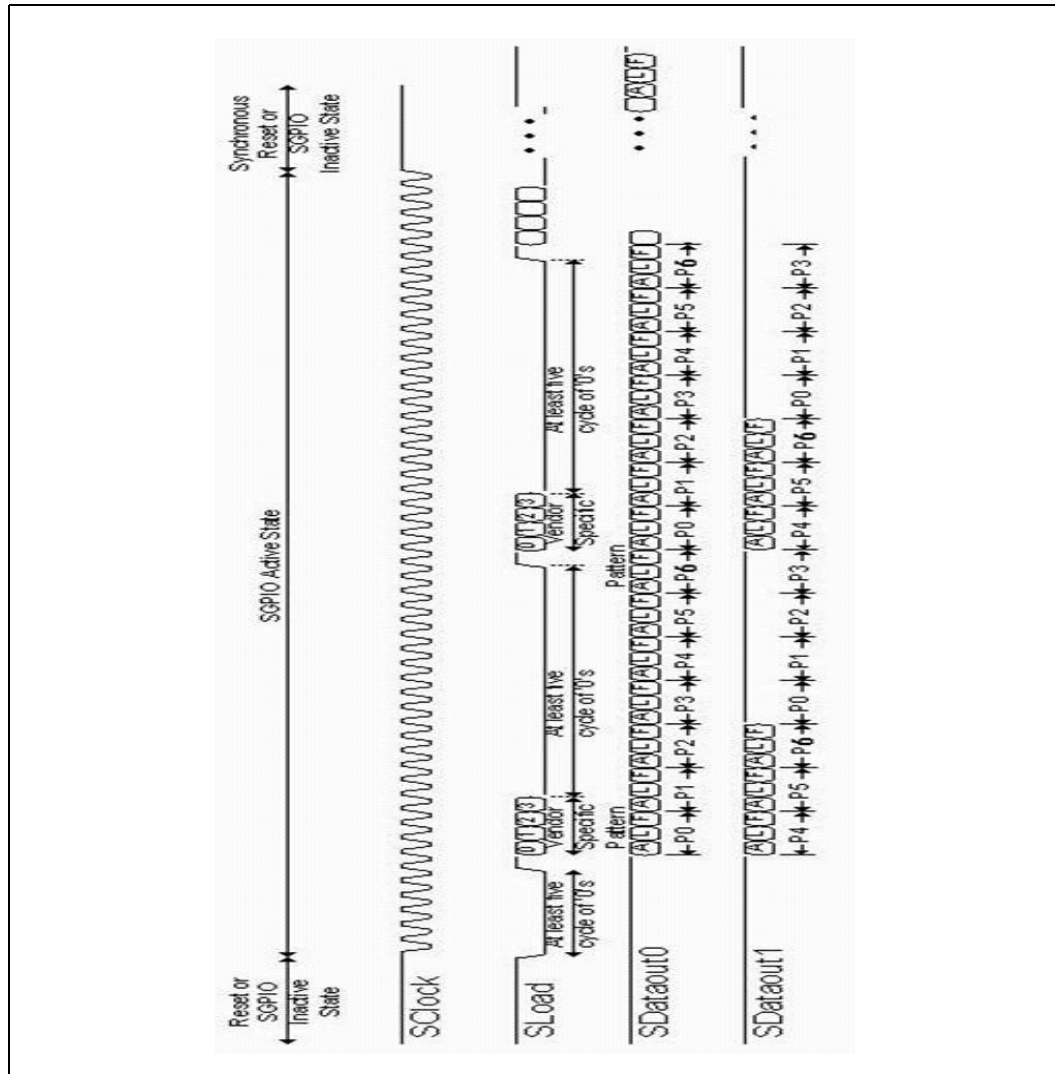 Reset or
SGPIO
Inactive
State
SGPIO Active State
Synchronous
Reset or
SGPIO
Inactive State
SClock
SLoad
0 1 2 3
0 1 2 3
At least five
cycle of '0's
Vendor
Specific
Pattern
At least five
cycle of '0's
Vendor
Specific
Pattern
At least five
cycle of '0's
SDataout0
A L F A L F A L F A L F A L F A L F A L F A L F A L F A L F A L F A L F A L F A L F
A L F
P0 P1 P2 P3 P4 P5 P6 P0 P1 P2 P3 P4 P5 P6
SDataout1
A L F A L F A L F
A L F A L F A L F
P4 P5 P6 P0 P1 P2 P3 P4 P5 P6 P0 P1 P2 P3